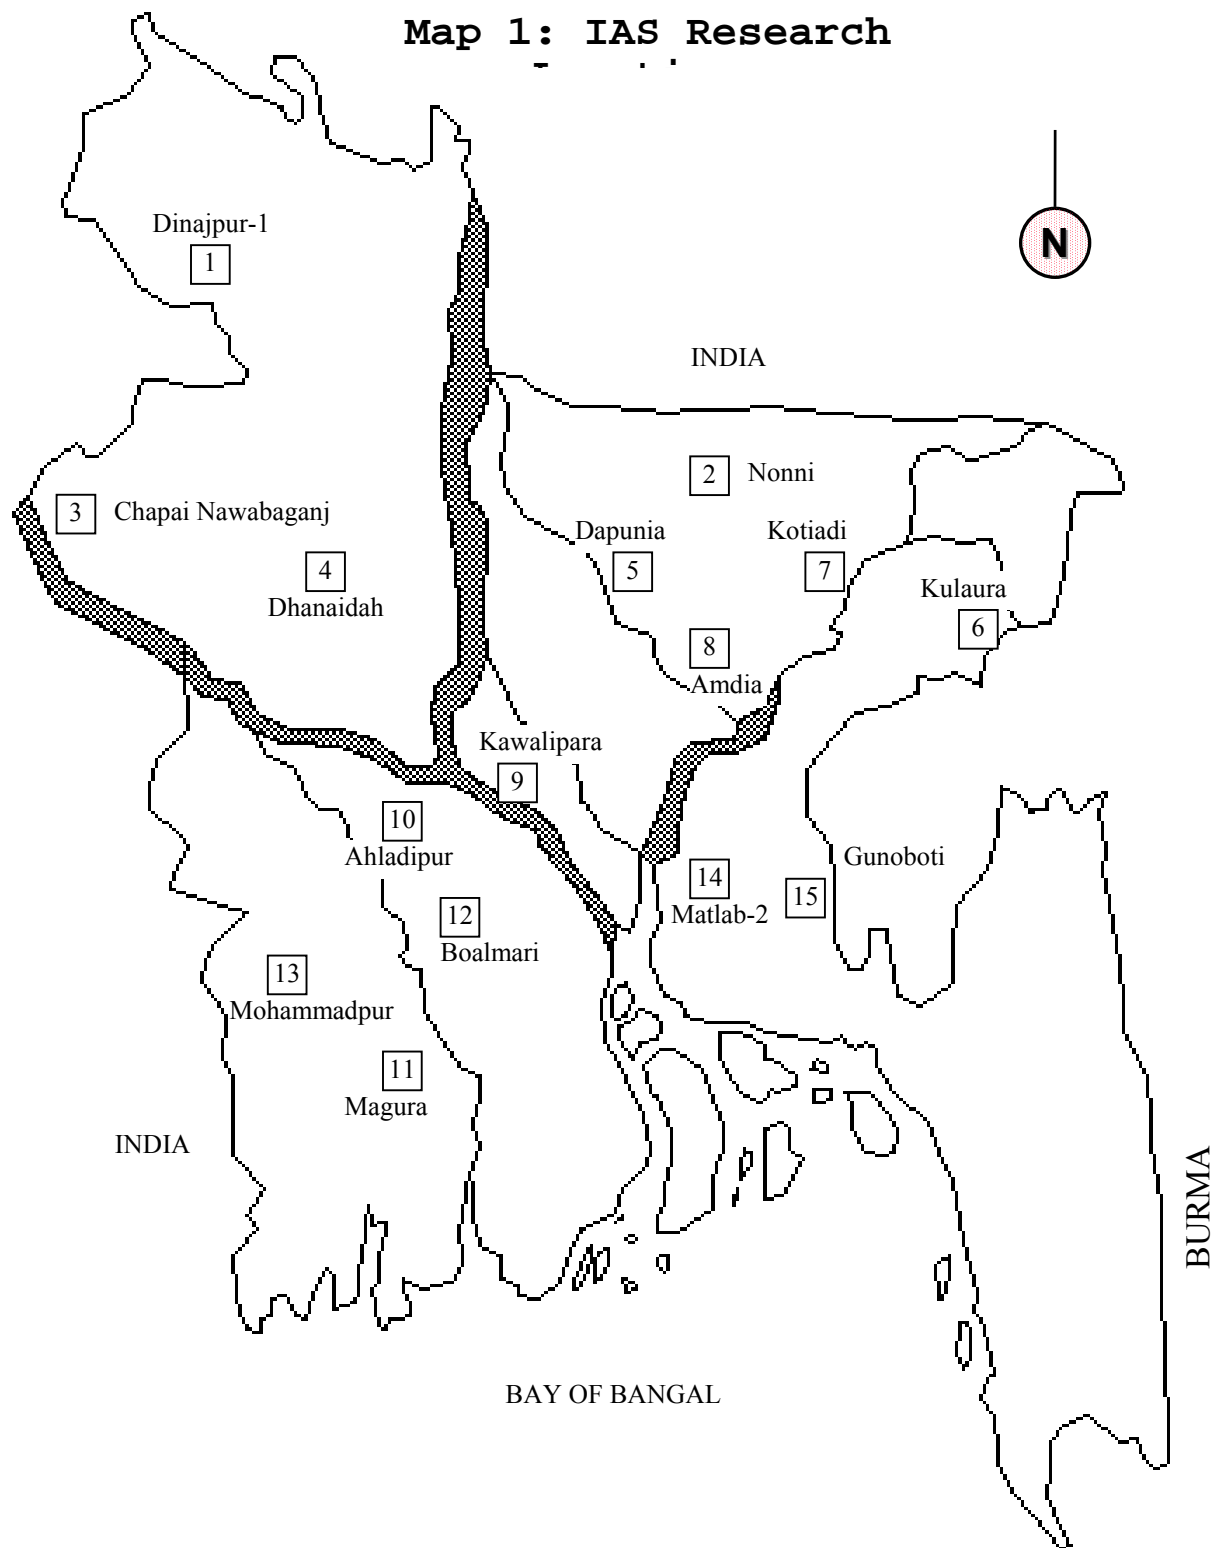 Map 1: IAS Research
N
Dinajpur-1
1
INDIA
2 Nonni
3 Chapai Nawabaganj
Dapunia
5
Kotiadi
7
4
Dhanaidah
Kulaura
6
8
Amdia
Kawalipara
9
10
Ahladipur
Gunoboti
14
Matlab-2
15
12
Boalmari
13
Mohammadpur
11
Magura
INDIA
BURMA
BAY OF BANGAL